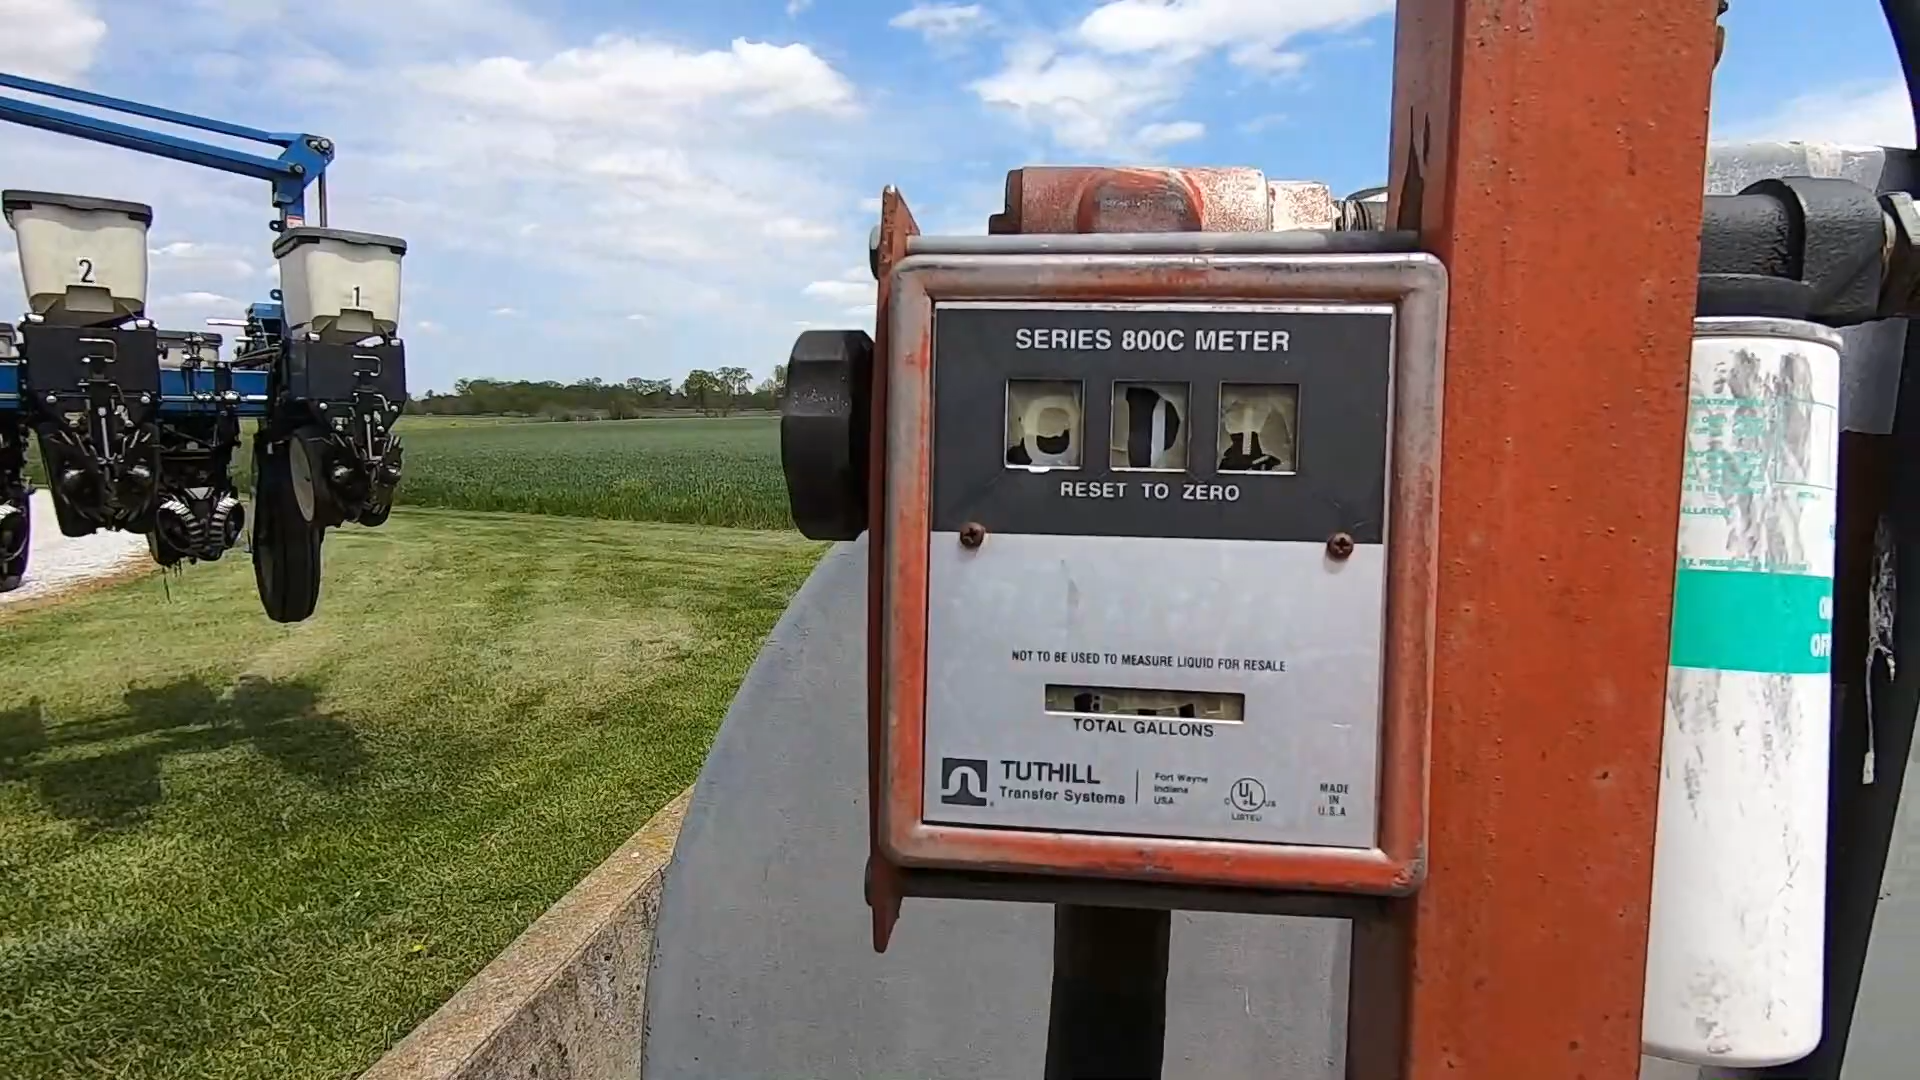 2
1
SERIES 800C METER
RESET TO ZERO
NOT TO BE USED TO MEASURE LIQUID FOR RESALE
TOTAL GALLONS
TUTHILL
Transfer Systems
Fort Wayne
Indiana
USA
C UL US
LISTED
MADE
IN
U.S.A